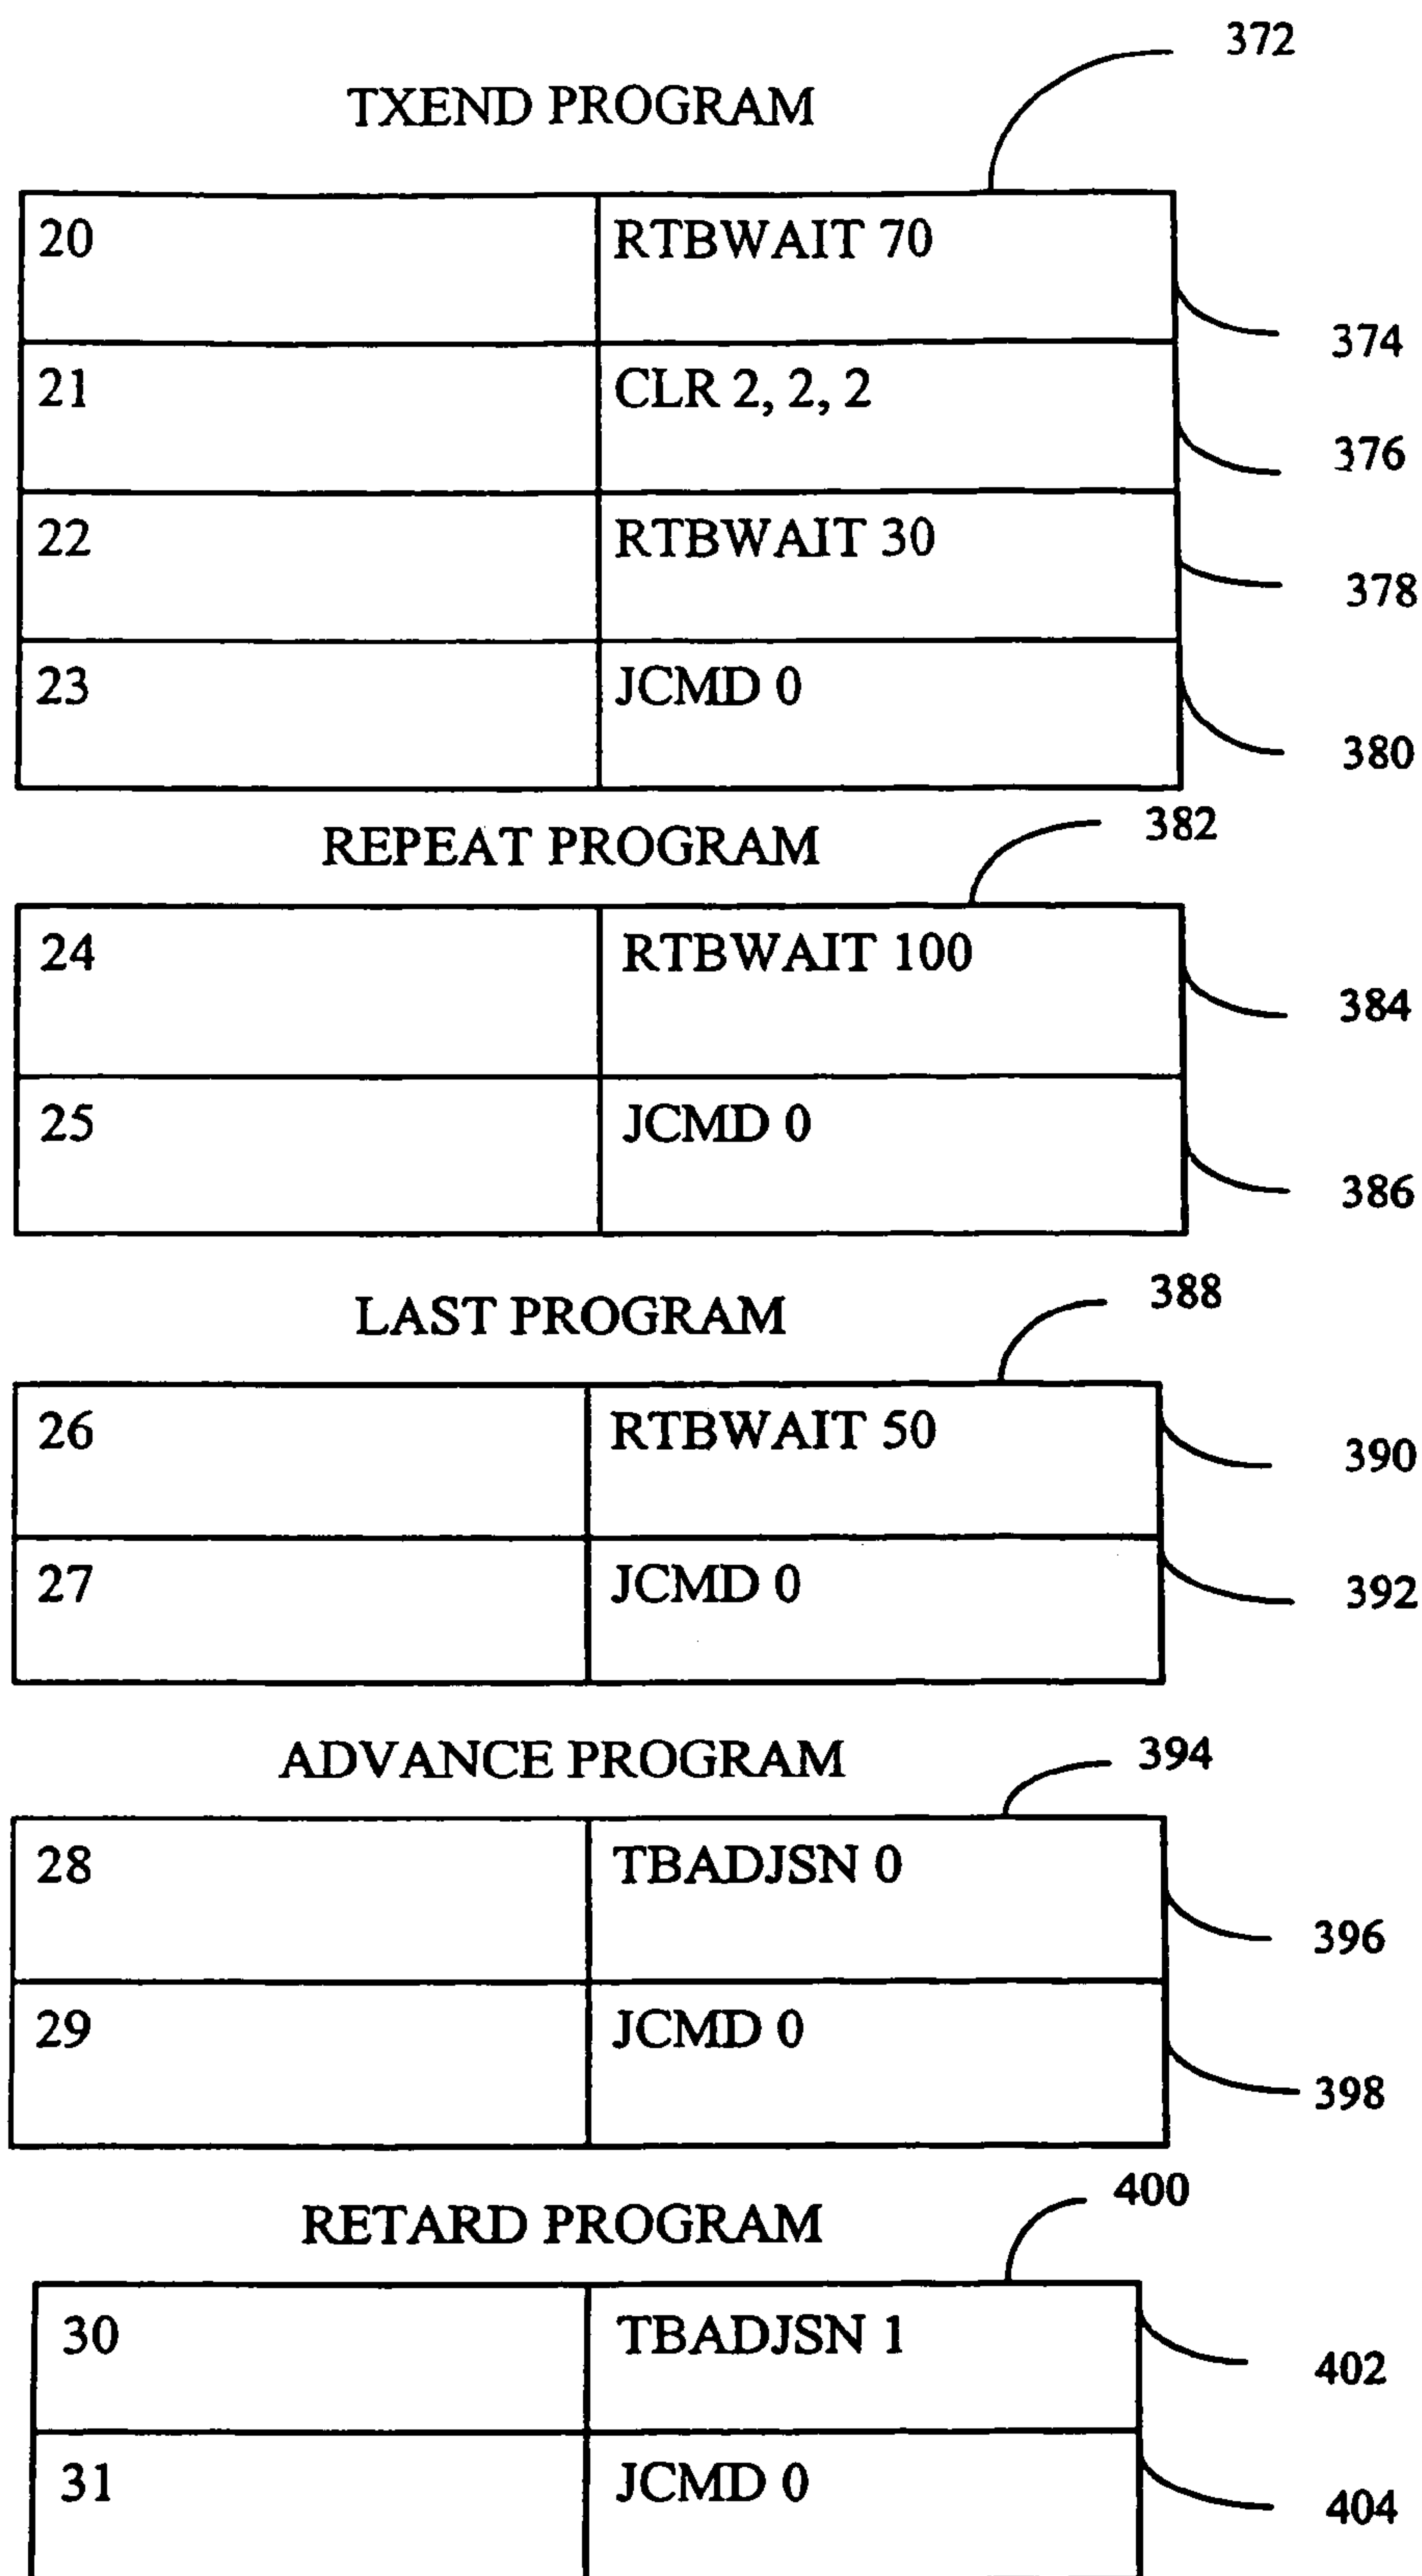 372
TXEND PROGRAM
20 RTBWAIT 70
374
21 CLR 2, 2, 2
376
22 RTBWAIT 30
378
23 JCMD 0
380
382
REPEAT PROGRAM
24 RTBWAIT 100
384
25 JCMD 0
386
388
LAST PROGRAM
26 RTBWAIT 50
390
27 JCMD 0
392
394
ADVANCE PROGRAM
28 TBADJSN 0
396
29 JCMD 0
398
400
RETARD PROGRAM
30 TBADJSN 1
402
31 JCMD 0
404